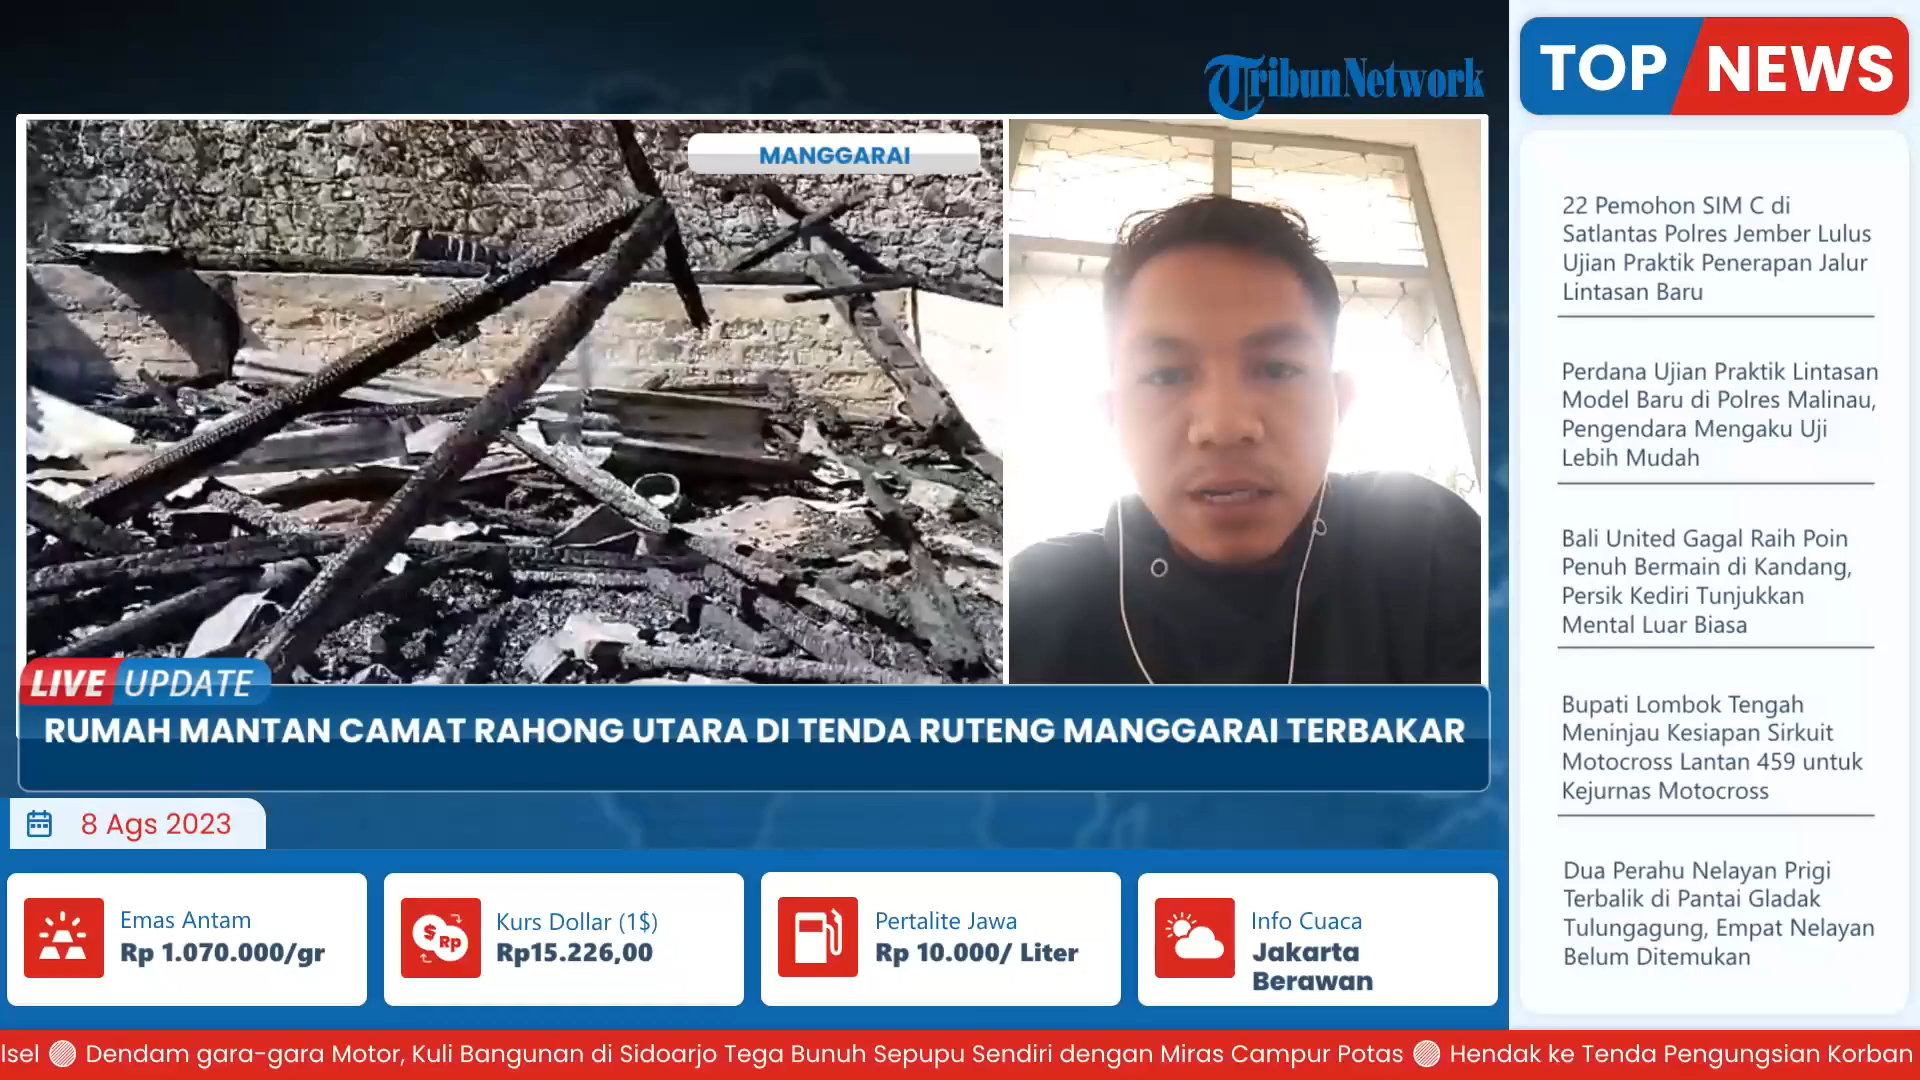 TribunNetwork
MANGGARAI
LIVE UPDATE
RUMAH MANTAN CAMAT RAHONG UTARA DI TENDA RUTENG MANGGARAI TERBAKAR
8 Ags 2023
Emas Antam
Rp 1.070.000/gr
Kurs Dollar (1$)
Rp15.226,00
Pertalite Jawa
Rp 10.000/ Liter
Info Cuaca
Jakarta
Berawan
TOP NEWS
22 Pemohon SIM C di
Satlantas Polres Jember Lulus
Ujian Praktik Penerapan Jalur
Lintasan Baru
Perdana Ujian Praktik Lintasan
Model Baru di Polres Malinau,
Pengendara Mengaku Uji
Lebih Mudah
Bali United Gagal Raih Poin
Penuh Bermain di Kandang,
Persik Kediri Tunjukkan
Mental Luar Biasa
Bupati Lombok Tengah
Meninjau Kesiapan Sirkuit
Motocross Lantan 459 untuk
Kejurnas Motocross
Dua Perahu Nelayan Prigi
Terbalik di Pantai Gladak
Tulungagung, Empat Nelayan
Belum Ditemukan
lsel Dendam gara-gara Motor, Kuli Bangunan di Sidoarjo Tega Bunuh Sepupu Sendiri dengan Miras Campur Potas Hendak ke Tenda Pengungsian Korban